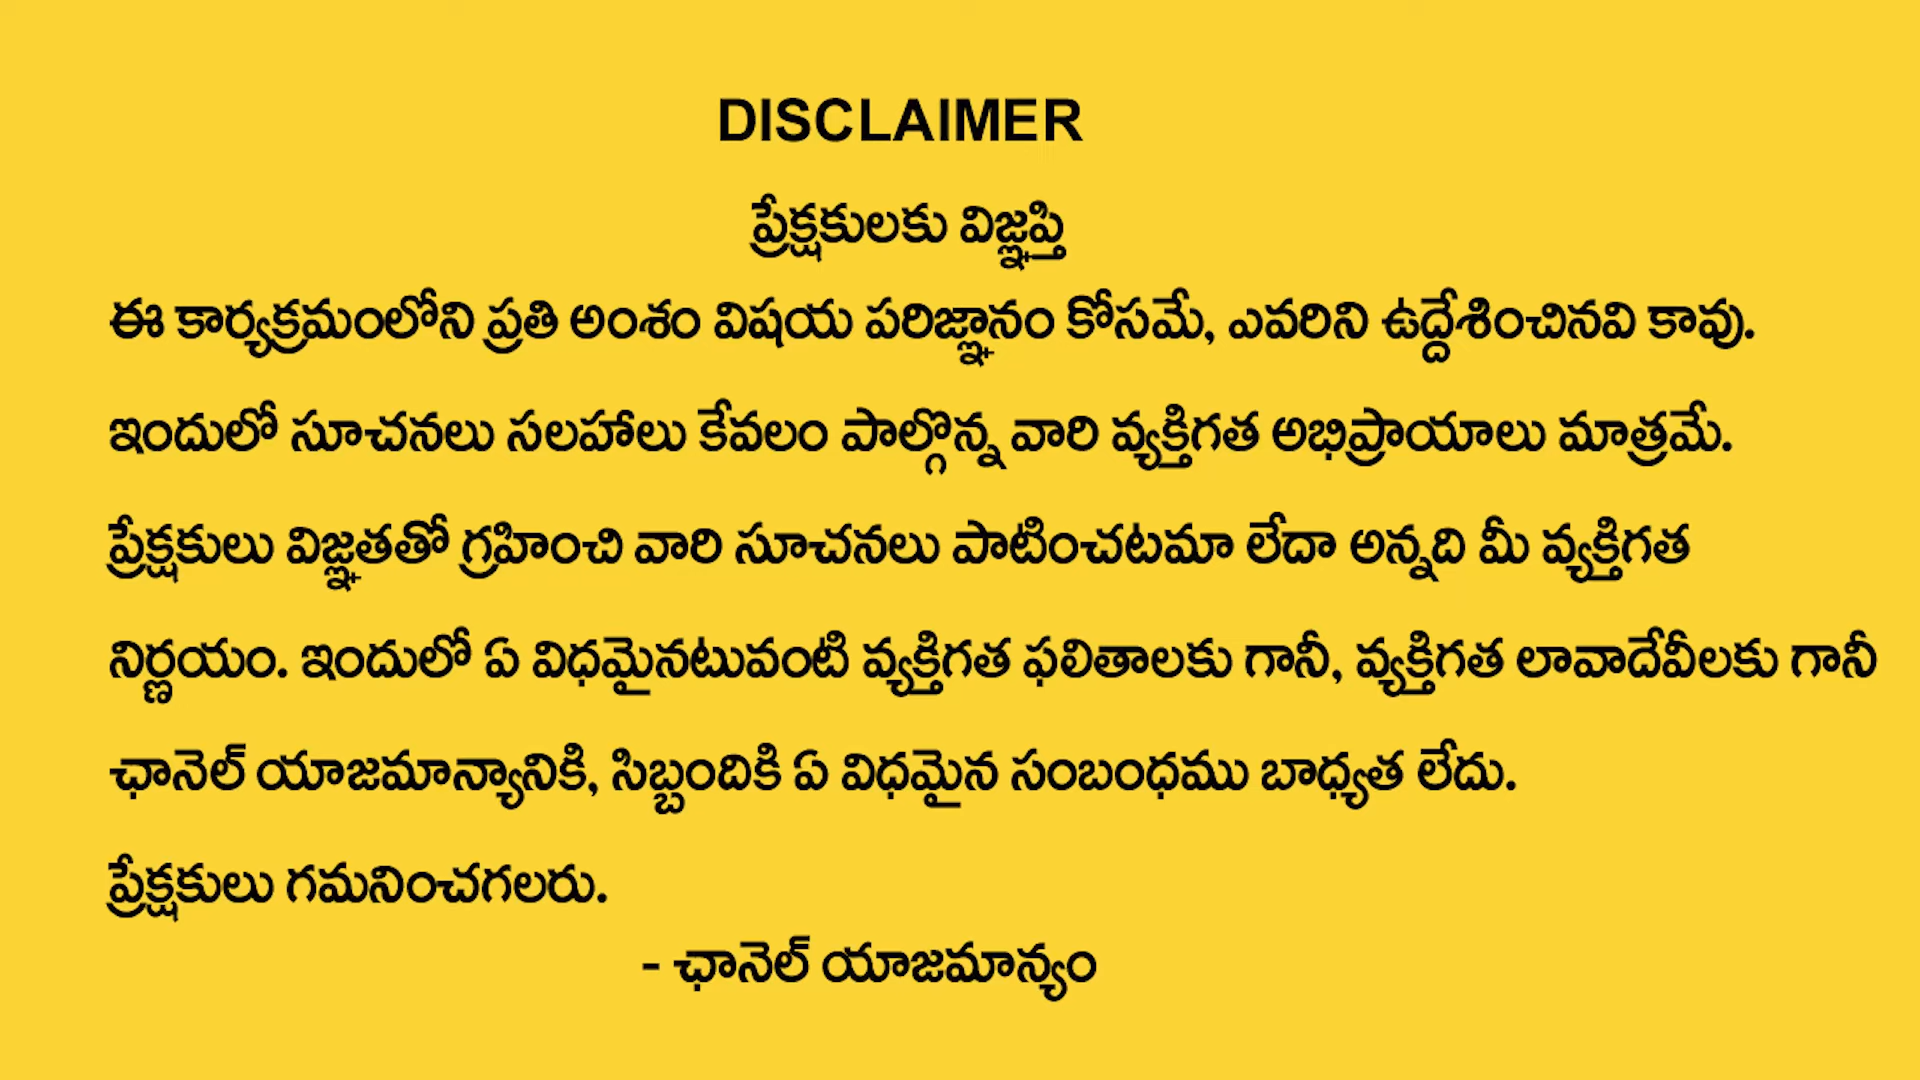 DISCLAIMER
ప్రేక్షకులకు విజ్ఞప్తి
ఈ కార్యక్రమంలోని ప్రతి అంశం విషయ పరిజ్ఞానం కోసమే, ఎవరిని ఉద్దేశించినవి కావు.
ఇందులో సూచనలు సలహాలు కేవలం పాల్గొన్న వారి వ్యక్తిగత అభిప్రాయాలు మాత్రమే.
ప్రేక్షకులు విజ్ఞతతో గ్రహించి వారి సూచనలు పాటించటమా లేదా అన్నది మీ వ్యక్తిగత
నిర్ణయం. ఇందులో ఏ విధమైనటువంటి వ్యక్తిగత ఫలితాలకు గానీ, వ్యక్తిగత లావాదేవీలకు గానీ
ఛానెల్ యాజమాన్యానికి, సిబ్బందికి ఏ విధమైన సంబంధము బాధ్యత లేదు.
ప్రేక్షకులు గమనించగలరు.
- ఛానెల్ యాజమాన్యం